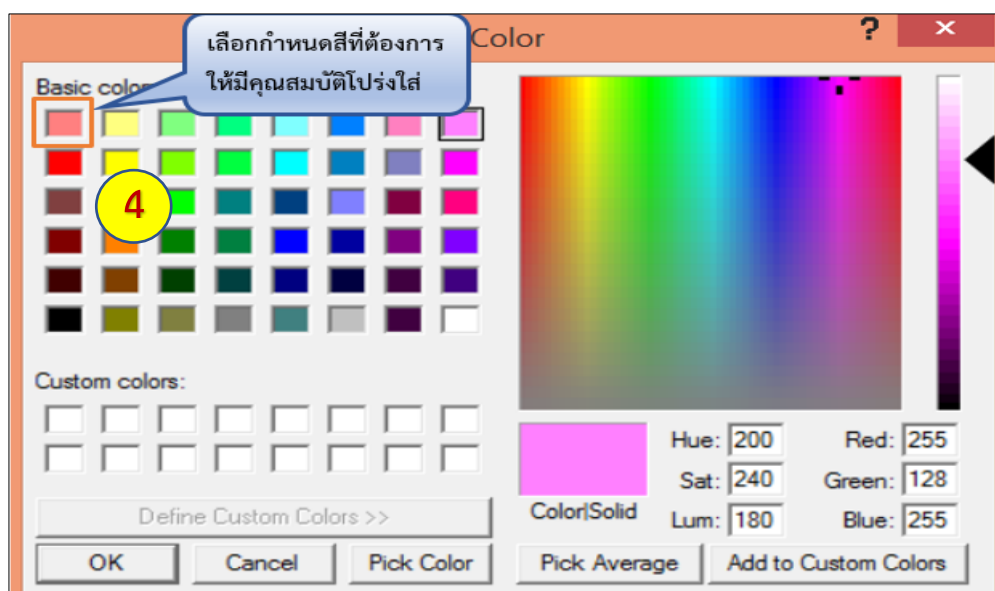 Color
?
×
เลือกกำหนดสีที่ต้องการ
ให้มีคุณสมบัติโปร่งใส่
Basic
4
Custom colors:
Define Custom Colors >>
OK
Cancel
Pick Color
Color|Solid
Hue: 200
Sat: 240
Lum: 180
Red: 255
Green: 128
Blue: 255
Pick Average
Add to Custom Colors